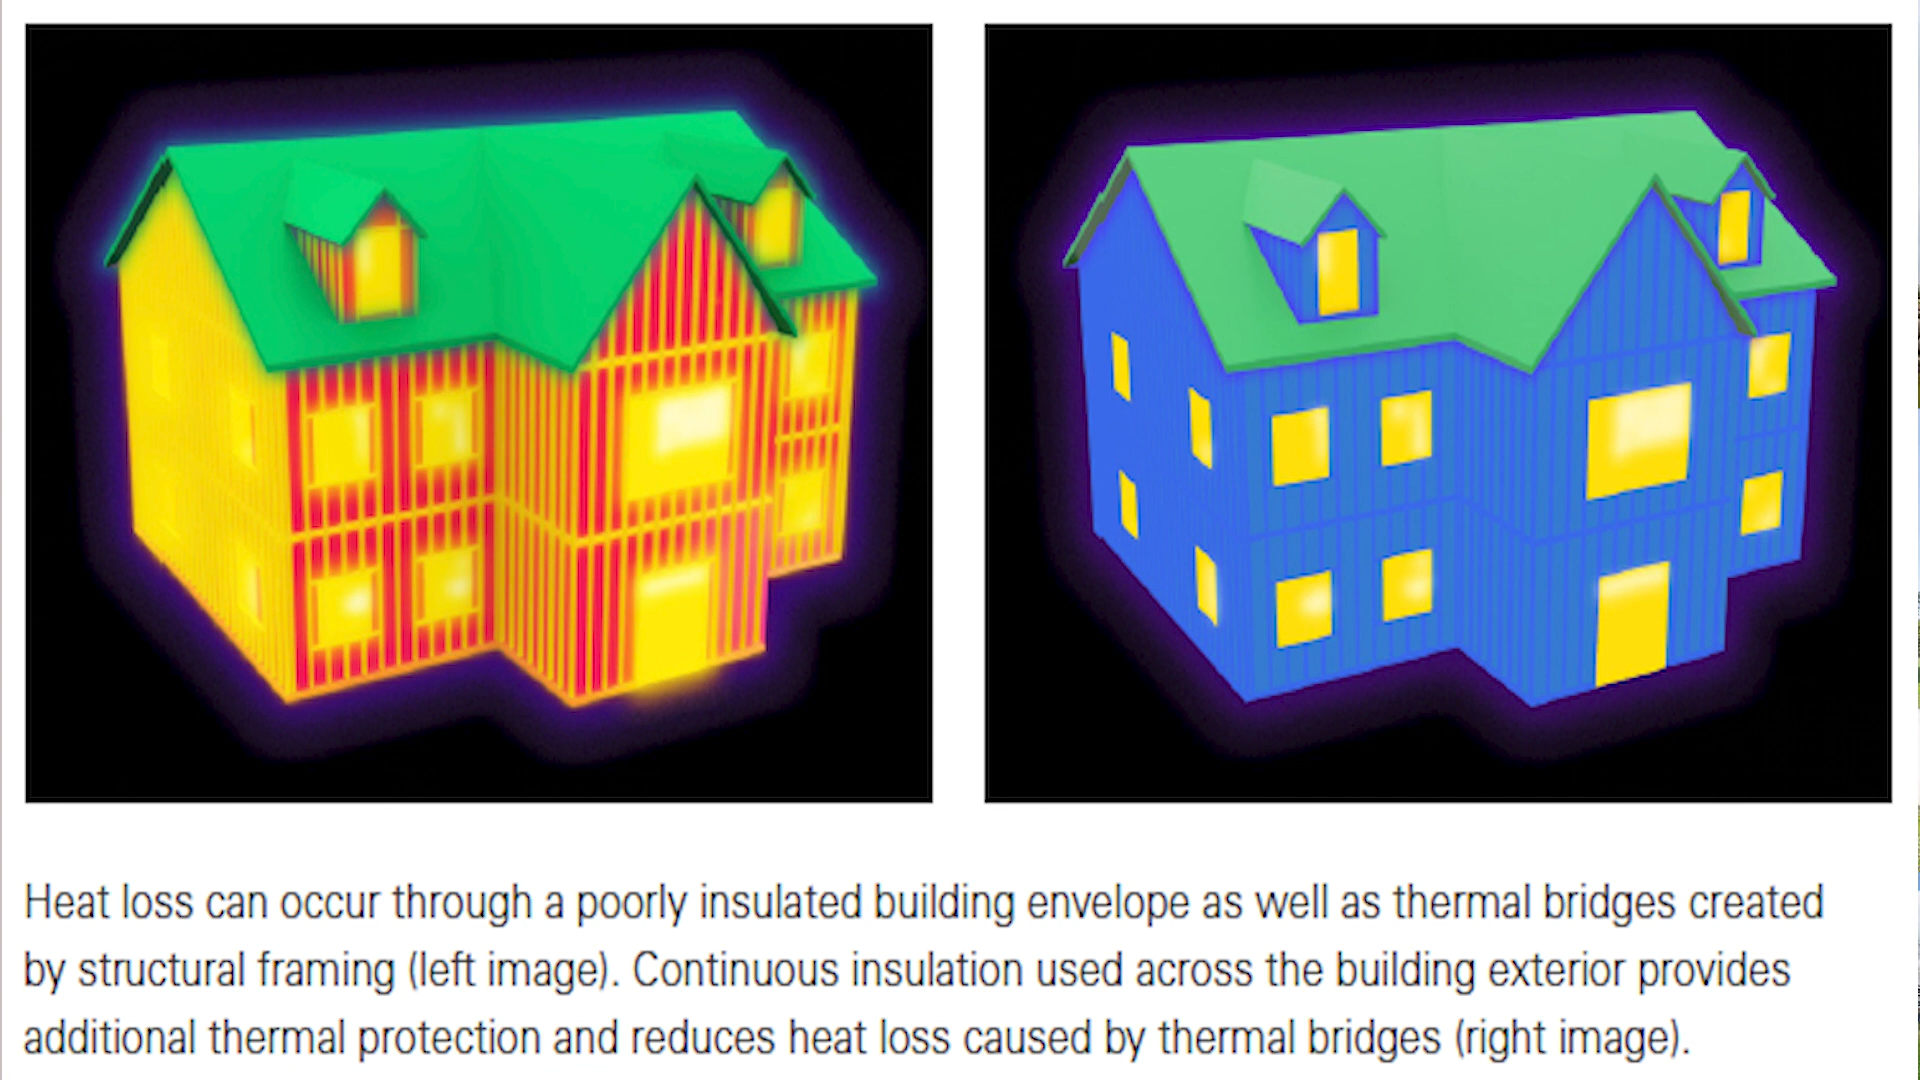 Heat loss can occur through a poorly insulated building envelope as well as thermal bridges created
by structural framing (left image). Continuous insulation used across the building exterior provides
additional thermal protection and reduces heat loss caused by thermal bridges (right image).